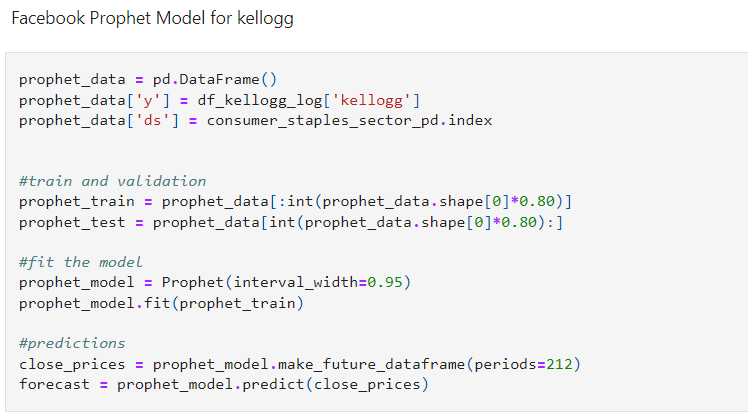 Facebook Prophet Model for kellogg
prophet_data = pd.DataFrame()
prophet_data['y'] = df_kellogg_log['kellogg']
prophet_data['ds'] = consumer_staples_sector_pd.index
#train and validation
prophet_train = prophet_data[:int(prophet_data.shape[0]*0.80)]
prophet_test = prophet_data[int(prophet_data.shape[0]*0.80):]
#fit the model
prophet_model = Prophet(interval_width=0.95)
prophet_model.fit(prophet_train)
#predictions
close_prices = prophet_model.make_future_dataframe(periods=212)
forecast = prophet_model.predict(close_prices)